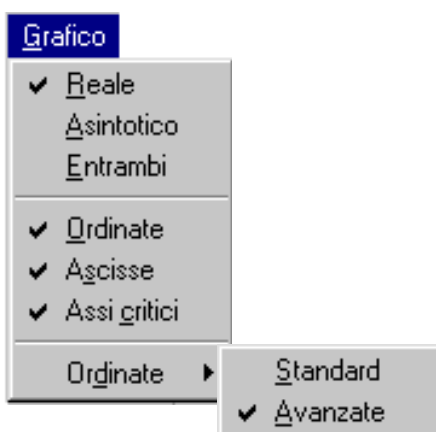 Grafico
Reale
Asintotico
Entrambi
Ordinate
Ascisse
Assi critici
Ordinate
Standard
Avanzate